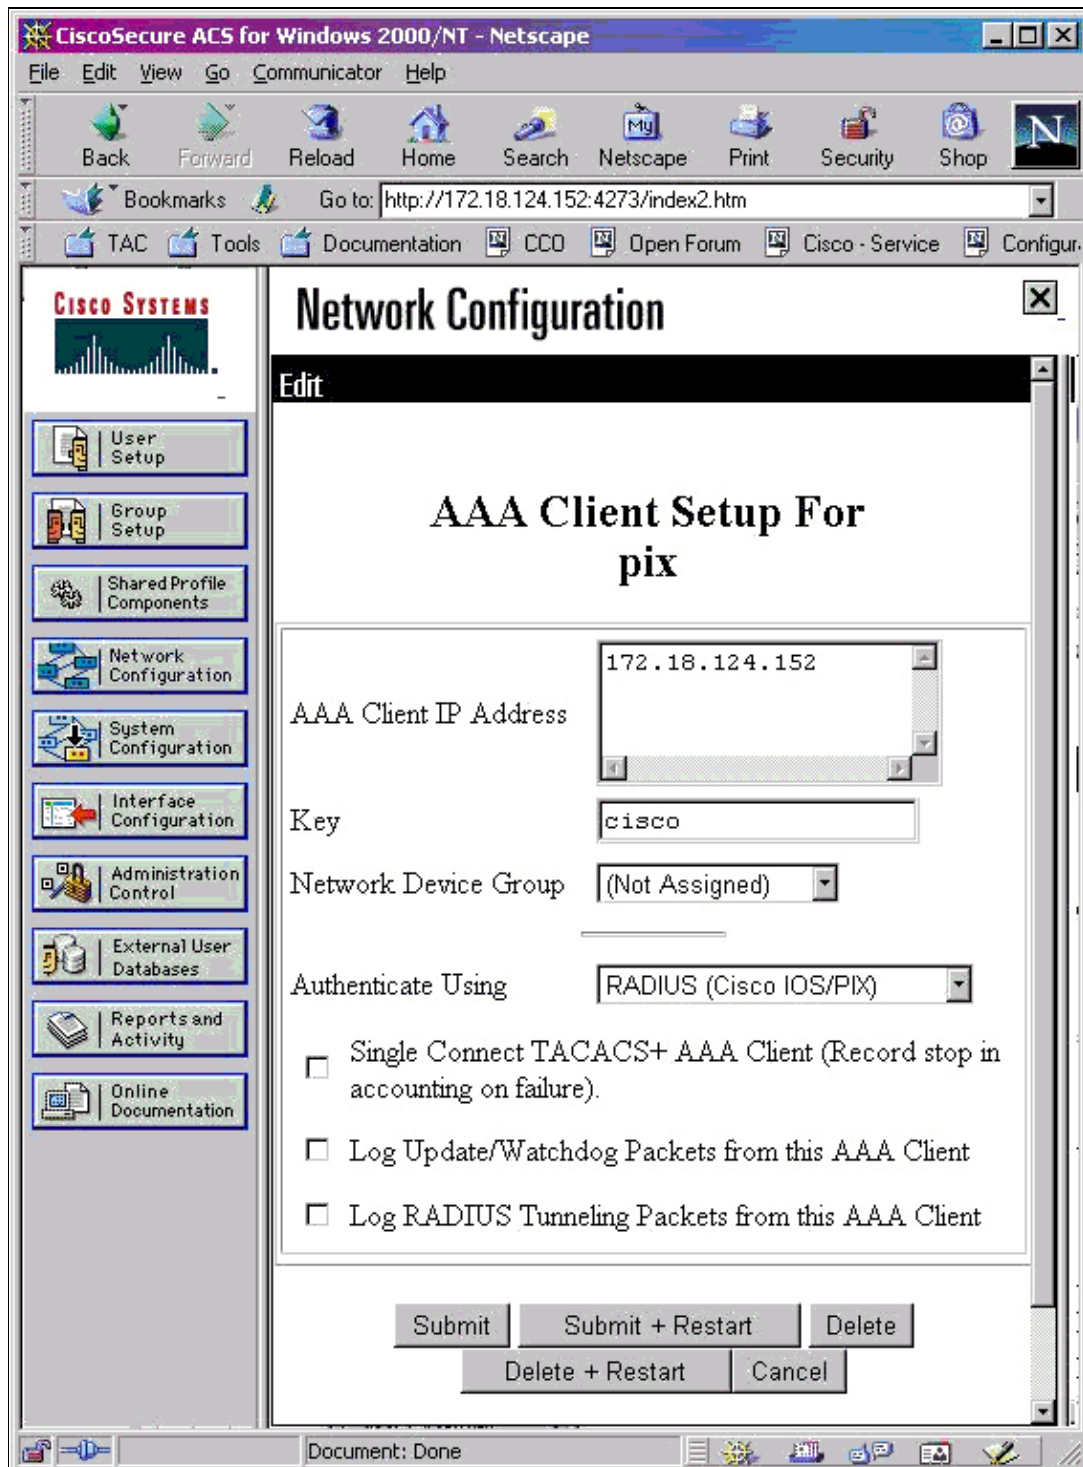 CiscoSecure ACS for Windows 2000/NT - Netscape
File Edit View Go Communicator Help
Back Forward Reload Home Search Netscape Print Security Shop
My
N
Bookmarks Go to: http://172.18.124.152:4273/index2.htm
TAC Tools Documentation CCO Open Forum Cisco - Service Configur
CISCO SYSTEMS
Network Configuration
Edit
User
Setup
Group
Setup
Shared Profile
Components
Network
Configuration
System
Configuration
Interface
Configuration
Administration
Control
External User
Databases
Reports and
Activity
Online
Documentation
AAA Client Setup For
pix
AAA Client IP Address 172.18.124.152
Key cisco
Network Device Group (Not Assigned)
Authenticate Using RADIUS (Cisco IOS/PIX)
Single Connect TACACS+ AAA Client (Record stop in
accounting on failure).
Log Update/Watchdog Packets from this AAA Client
Log RADIUS Tunneling Packets from this AAA Client
Submit Submit + Restart Delete
Delete + Restart Cancel
Document: Done